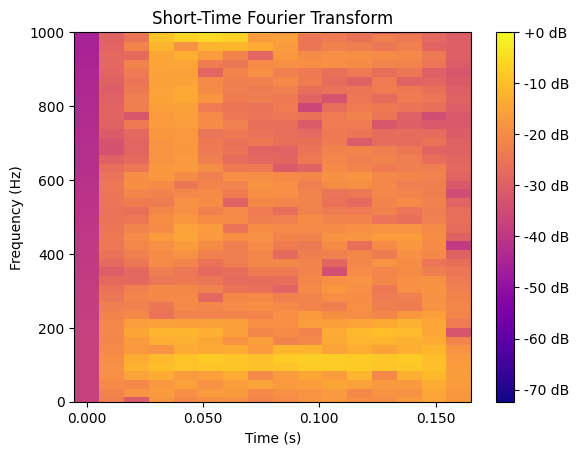 Short-Time Fourier Transform
1000
800
600
400
200
0
Frequency (Hz)
0.000
0.050
0.100
0.150
Time (s)
+0 dB
-10 dB
-20 dB
-30 dB
-40 dB
-50 dB
-60 dB
-70 dB